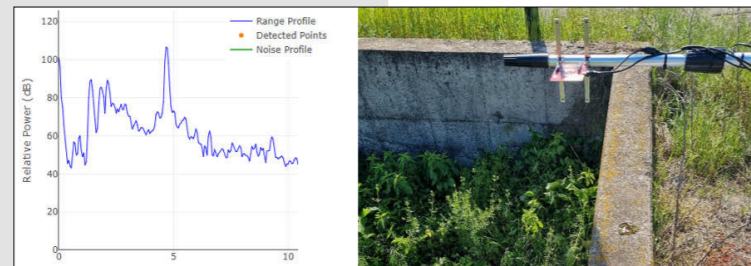 120
100
80
60
40
20
0
Relative Power (dB)
Range Profile
Detected Points
Noise Profile
0
5
10